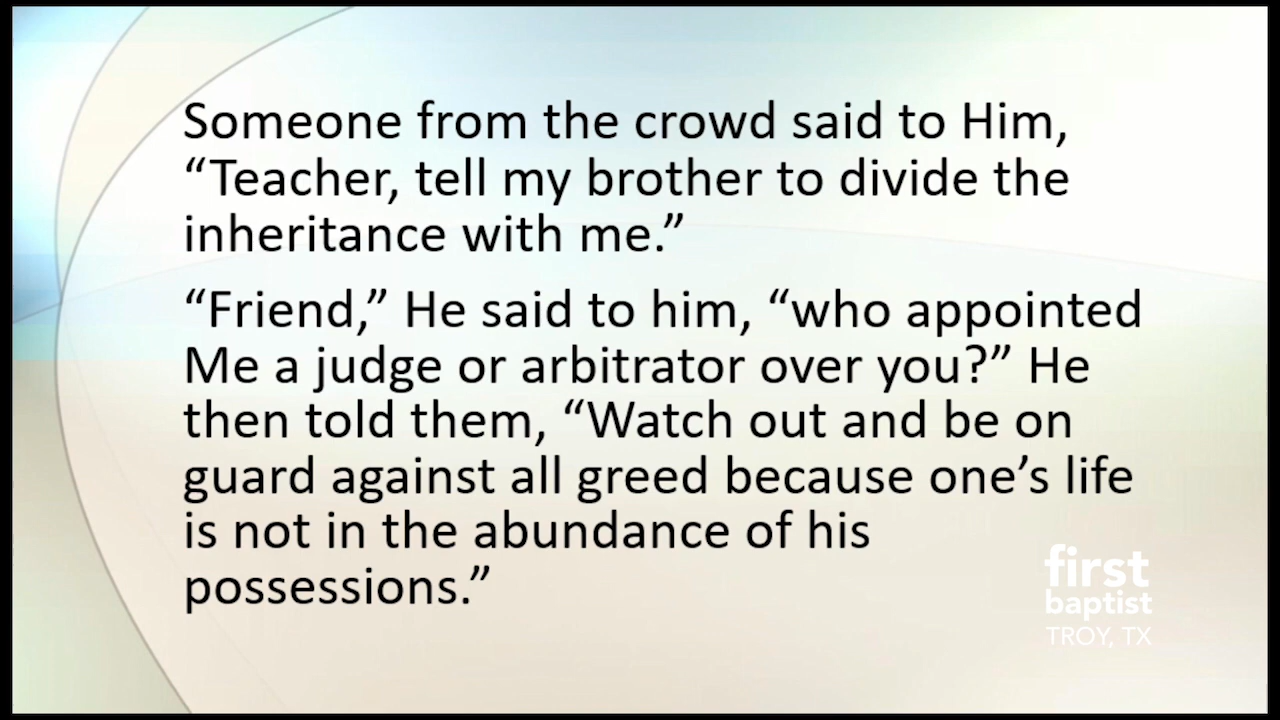 Someone from the crowd said to Him,
“Teacher, tell my brother to divide the
inheritance with me.”
“Friend,” He said to him, “who appointed
Me a judge or arbitrator over you?” He
then told them, “Watch out and be on
guard against all greed because one’s life
is not in the abundance of his
possessions.”
first
baptist
TROY, TX